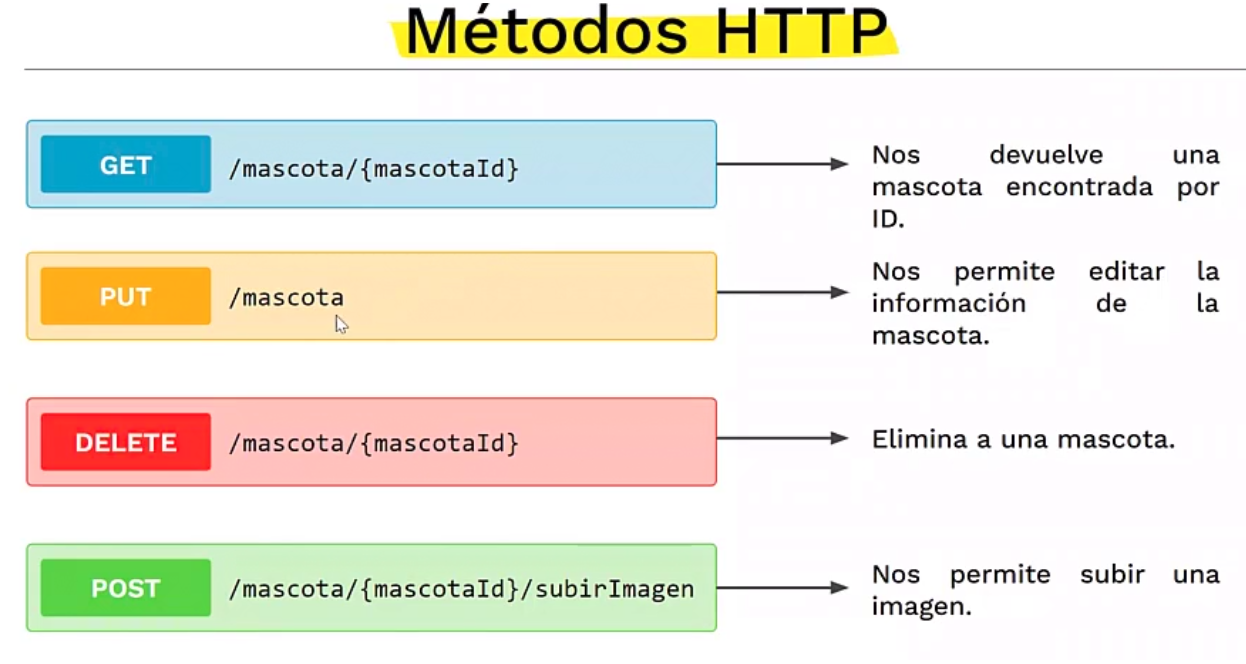 Métodos HTTP
GET /mascota/{mascotaId}
Nos devuelve una
mascota encontrada por
ID.
PUT /mascota
Nos permite editar la
información de la
mascota.
DELETE /mascota/{mascotaId}
Elimina a una mascota.
POST /mascota/{mascotaId}/subirImagen
Nos permite subir una
imagen.